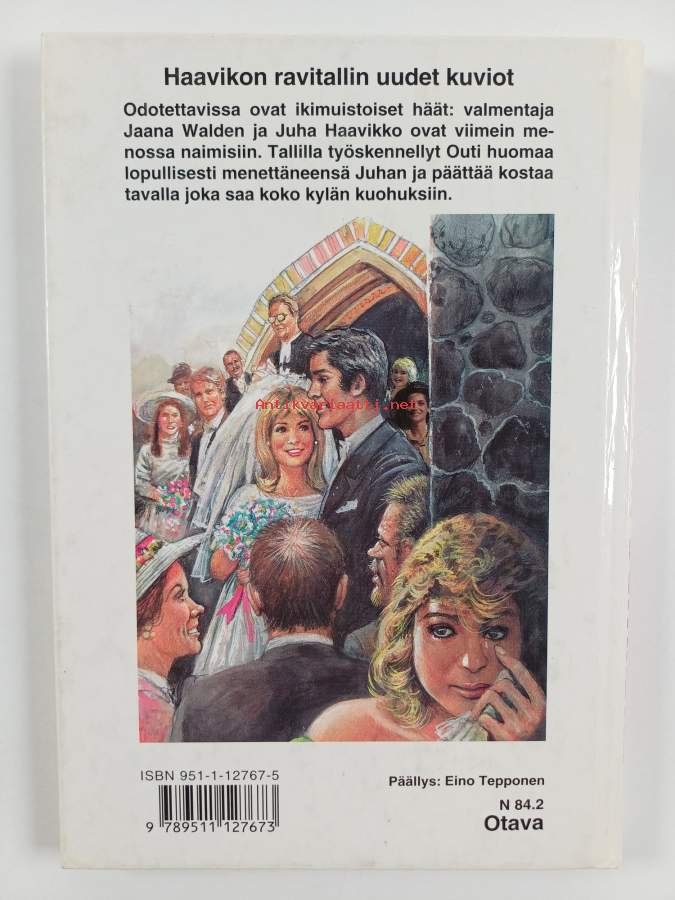 Haavikon ravitallin uudet kuviot
Odotettavissa ovat ikimuistoiset häät: valmentaja
Jaana Walden ja Juha Haavikko ovat viimein me-
nossa naimisiin. Tallilla työskennellyt Outi huomaa
lopullisesti menettäneensä Juhan ja päättää kostaa
tavalla joka saa koko kylän kuohuksiin.
Antikvariaatti.net
ISBN 951-1-12767-5
Päällys: Eino Tepponen
N 84.2
Otava
9 789511 127673